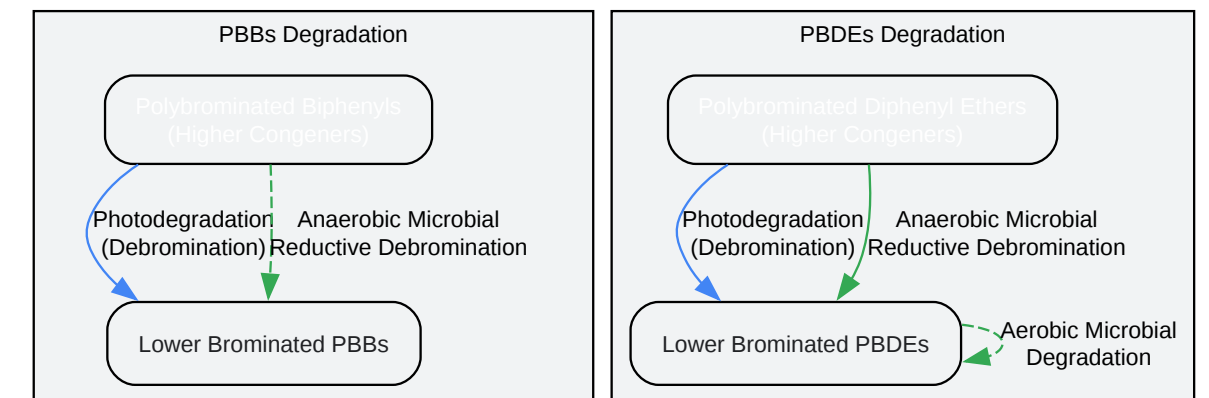 PBBs Degradation
Polybrominated Biphenyls
(Higher Congeners)
Photodegradation
(Debromination)
Anaerobic Microbial
Reductive Debromination
Lower Brominated PBBs
PBDEs Degradation
Polybrominated Diphenyl Ethers
(Higher Congeners)
Photodegradation
(Debromination)
Anaerobic Microbial
Reductive Debromination
Lower Brominated PBDEs
Aerobic Microbial
Degradation